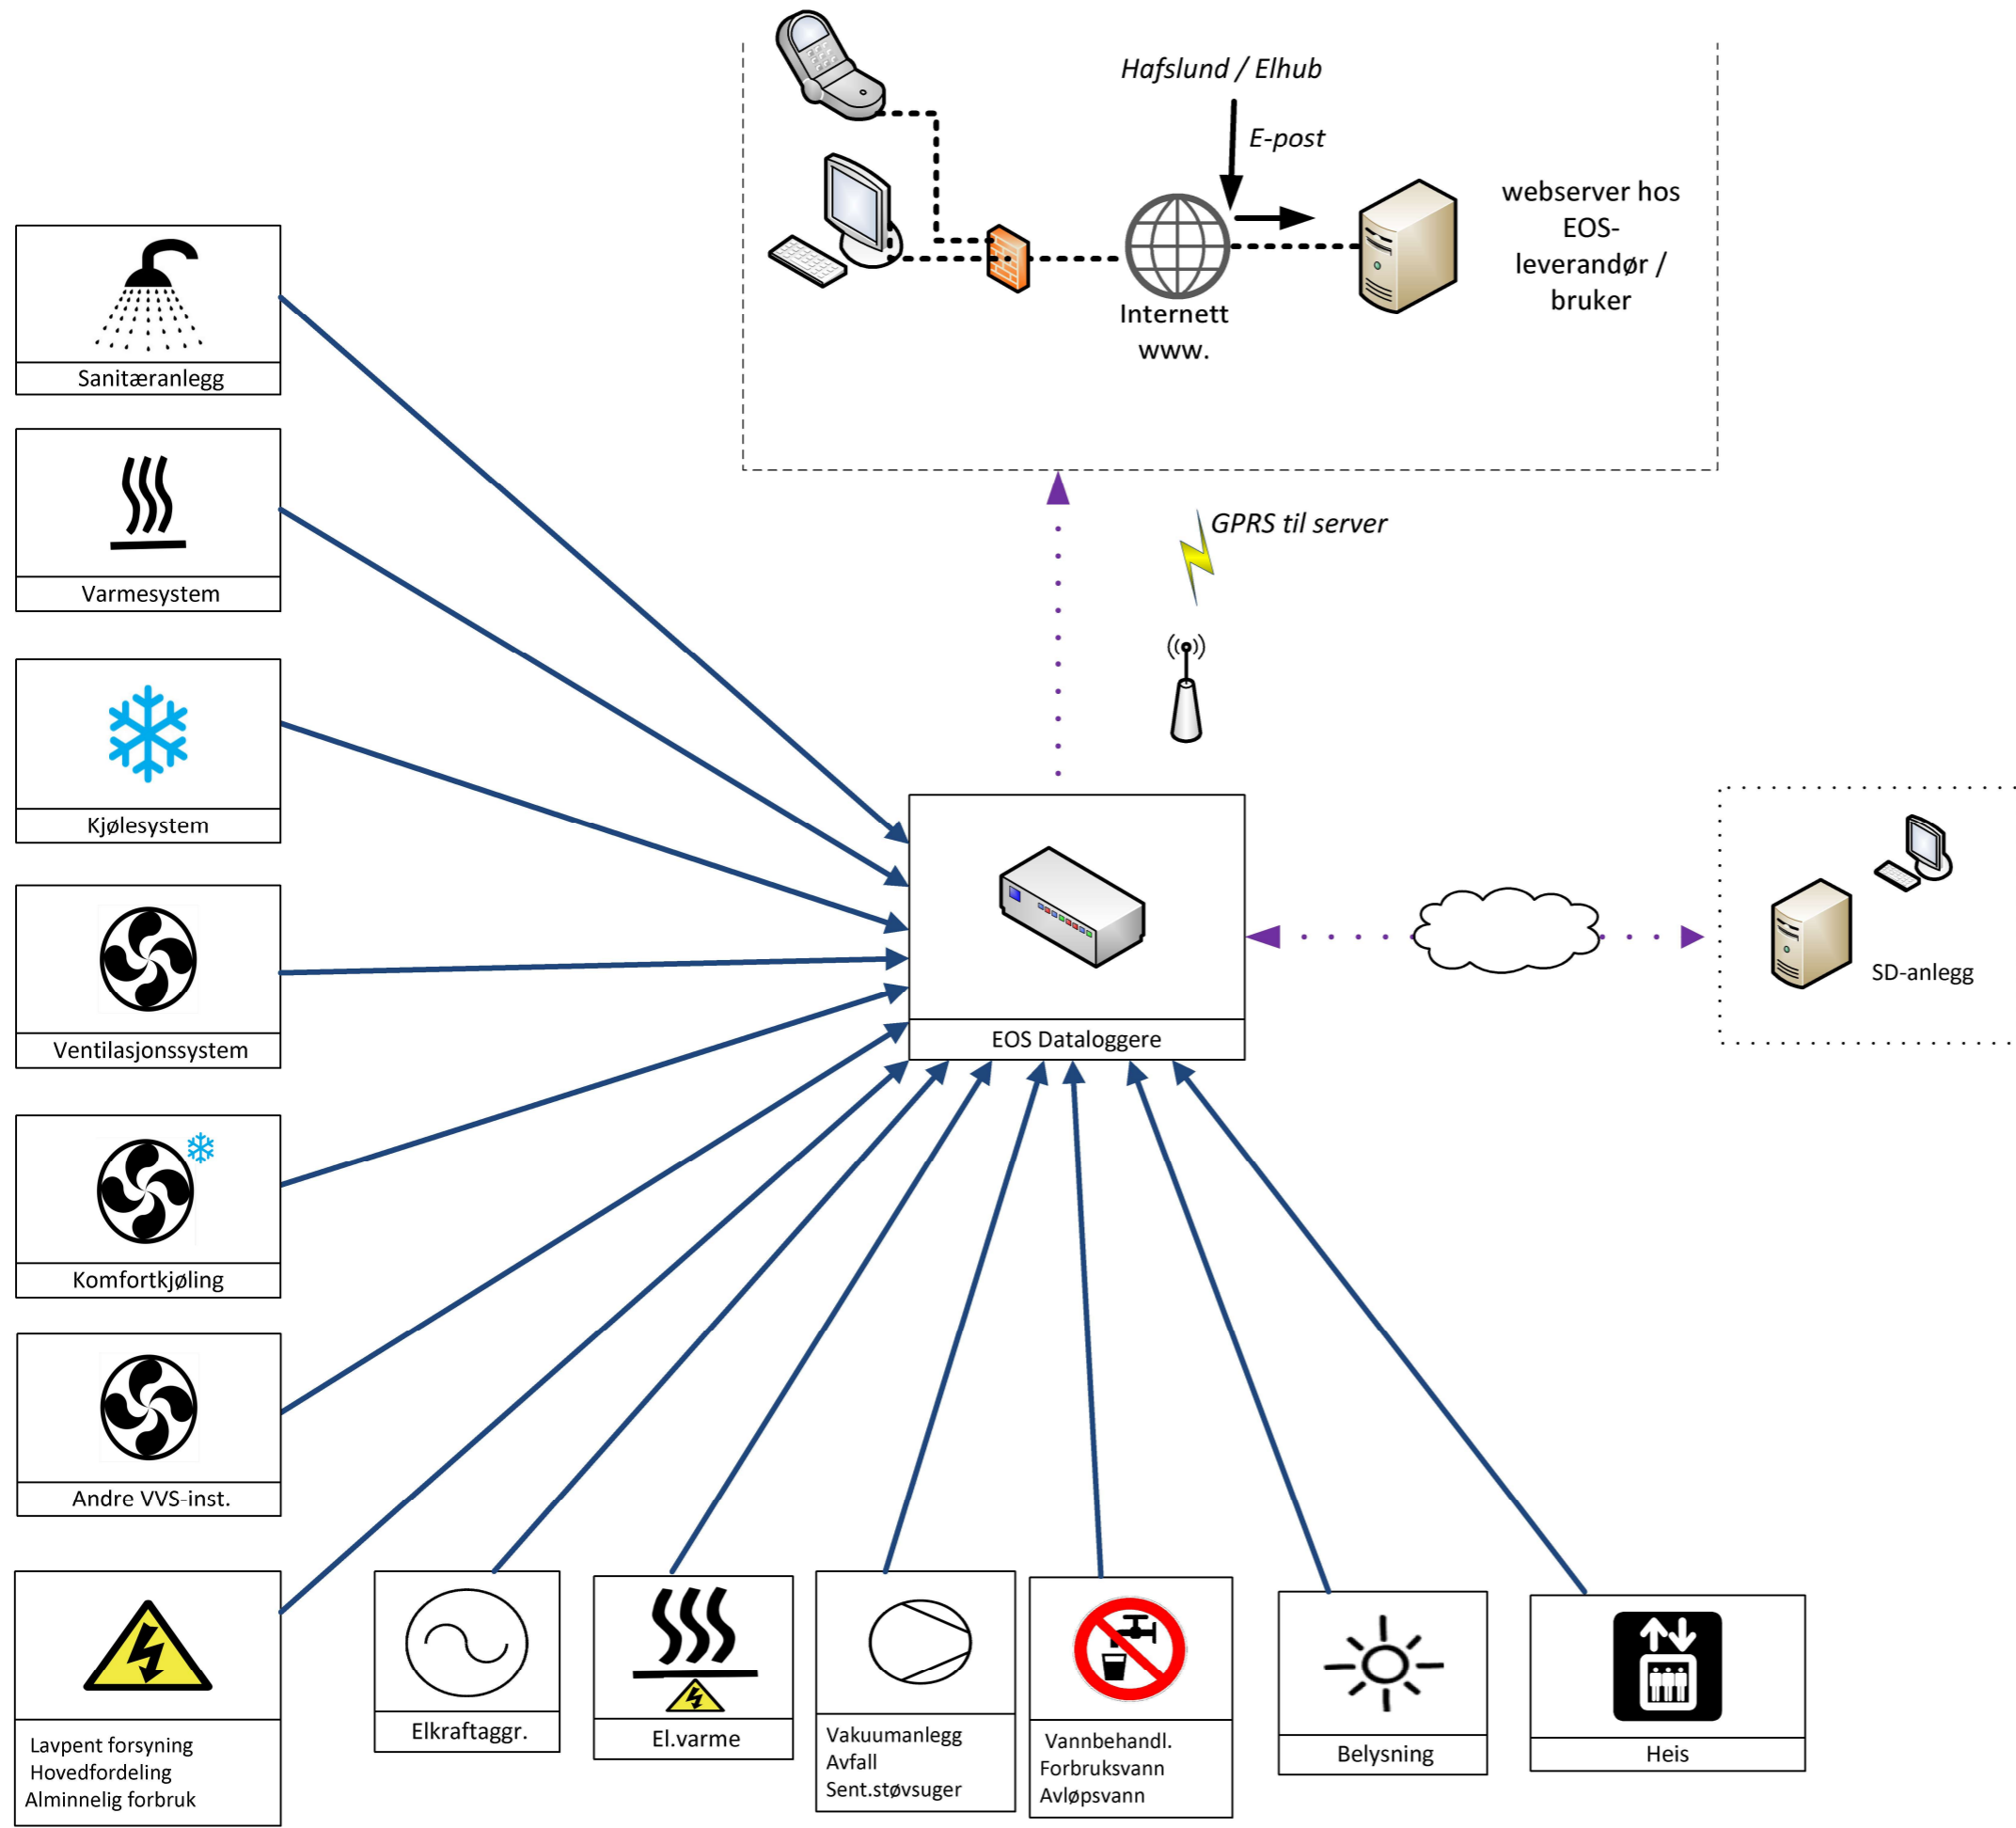 Hafslund / Elhub
E-post
webserver hos
EOS-
leverandør /
bruker
Internett
www.
Sanitæranlegg
GPRS til server
Varmesystem
Kjølesystem
SD-anlegg
EOS Dataloggere
Ventilasjonssystem
Komfortkjøling
Andre VVS-inst.
Lavpent forsyning
Hovedfordeling
Alminnelig forbruk
Elkraftaggr.
El.varme
Vakuumanlegg
Avfall
Sent.støvsuger
Vannbehandl.
Forbruksvann
Avløpsvann
Belysning
Heis